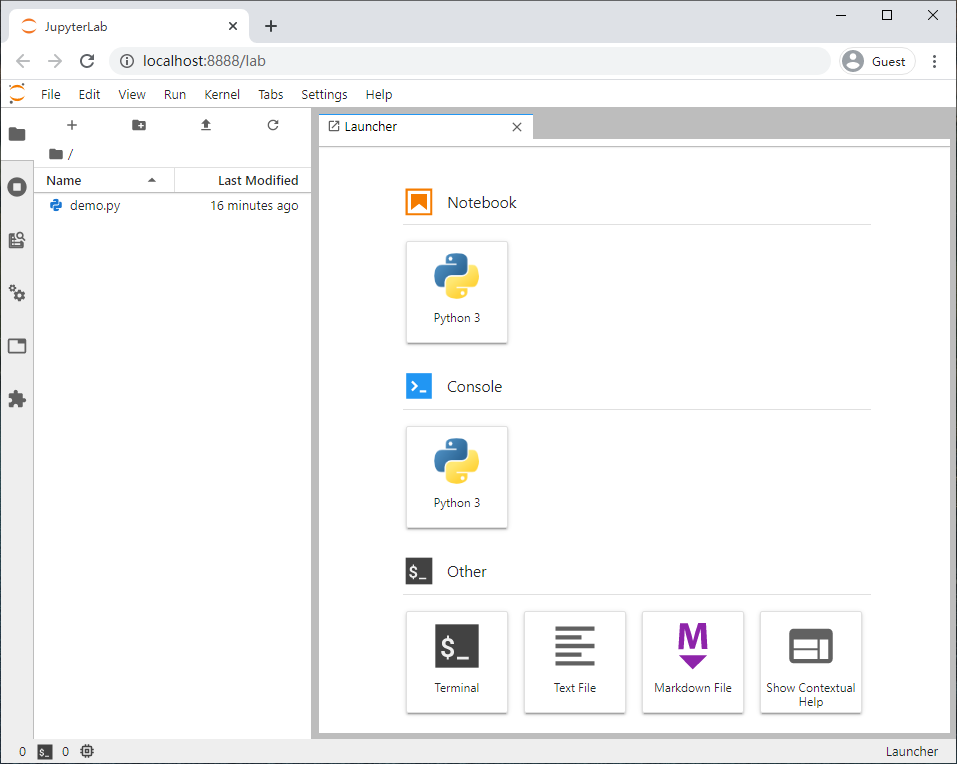 JupyterLab
localhost:8888/lab
Guest
File Edit View Run Kernel Tabs Settings Help
Launcher
/
Name Last Modified
demo.py 16 minutes ago
Notebook
Python 3
Console
Python 3
$_ Other
$_
M
Terminal
Text File
Markdown File
Show Contextual
Help
0 $_ 0
Launcher